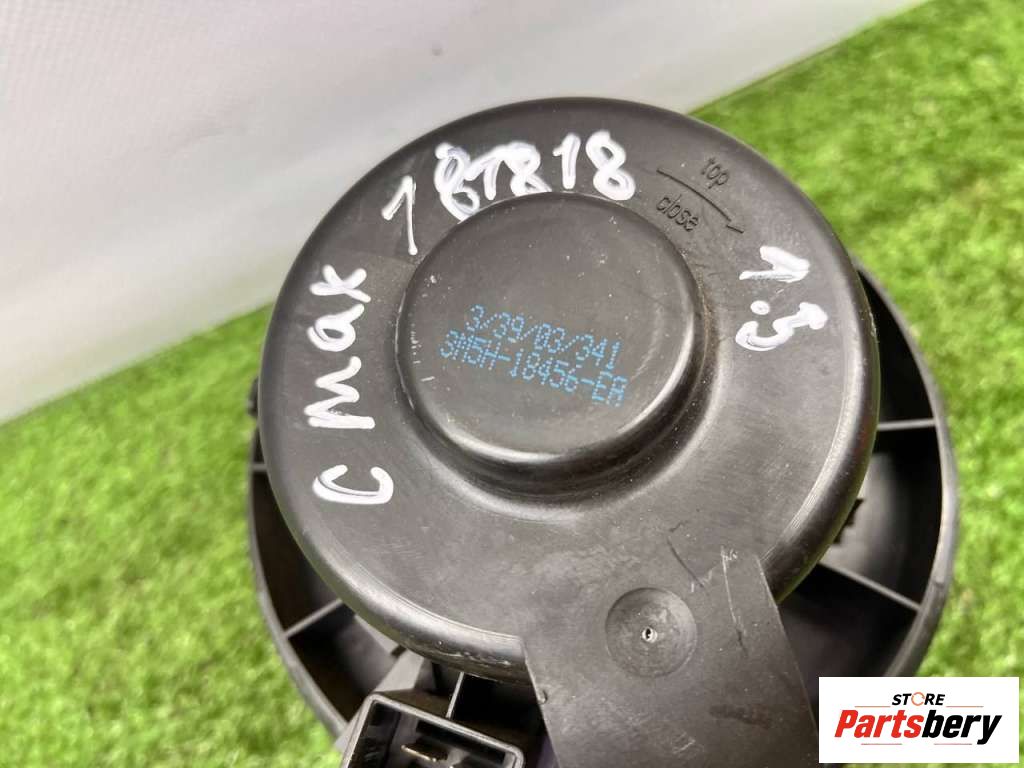 187818
C Max
1.3
top
close
3/39/03/341
3M5H-18456-EA
STORE
Partsbery